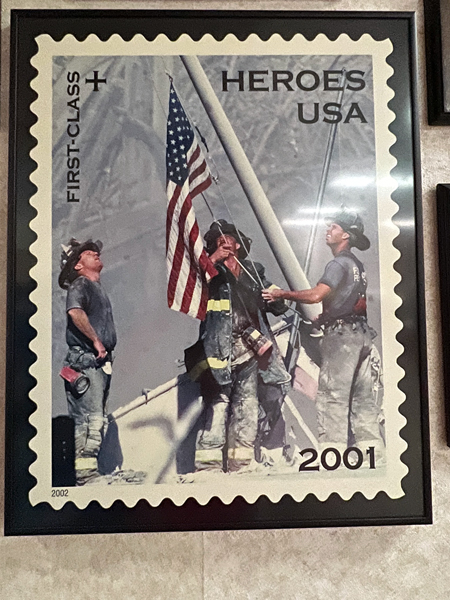 FIRST-CLASS +
HEROES
USA
2001
2002